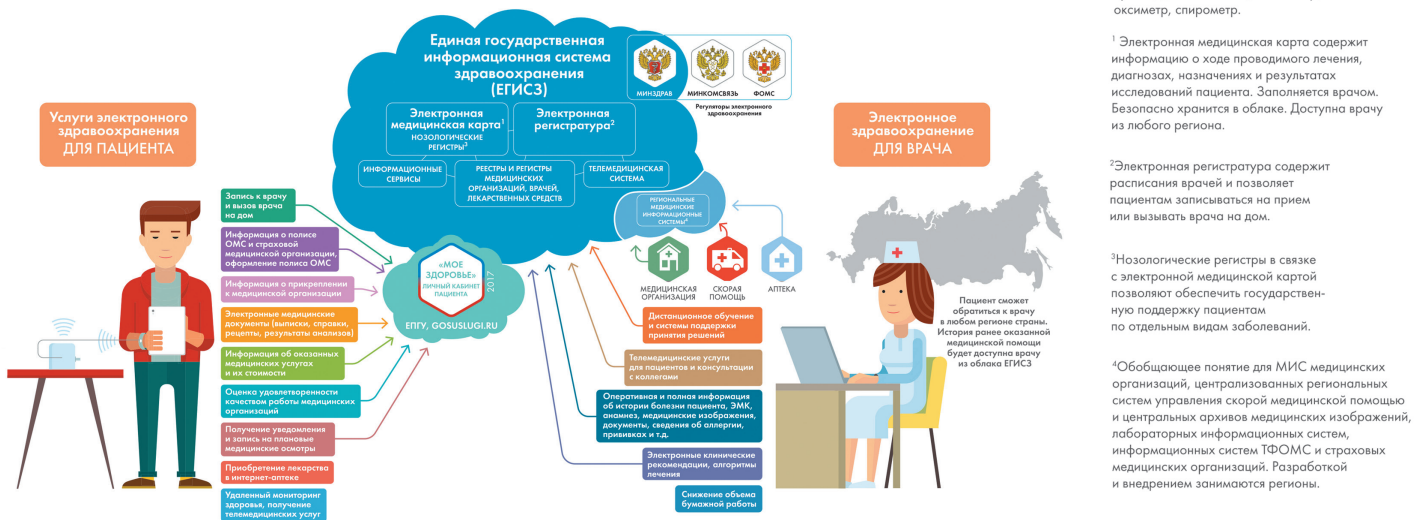 Единая государственная
информационная система
здравоохранения
(ЕГИСЗ)
МИНЗДРАВ
МИНКОМСВЯЗЬ
ФОМС
Регуляторы электронного
здравоохранения
Электронная
медицинская карта¹
НОЗОЛОГИЧЕСКИЕ
РЕГИСТРЫ³
Электронная
регистратура²
ИНФОРМАЦИОННЫЕ
СЕРВИСЫ
РЕЕСТРЫ И РЕГИСТРЫ
МЕДИЦИНСКИХ
ОРГАНИЗАЦИЙ, ВРАЧЕЙ,
ЛЕКАРСТВЕННЫХ СРЕДСТВ
ТЕЛЕМЕДИЦИНСКАЯ
СИСТЕМА
РЕГИОНАЛЬНЫЕ
МЕДИЦИНСКИЕ
ИНФОРМАЦИОННЫЕ
СИСТЕМЫ⁴
МЕДИЦИНСКАЯ
ОРГАНИЗАЦИЯ
СКОРАЯ
ПОМОЩЬ
АПТЕКА
«МОЕ
ЗДОРОВЬЕ»
ЛИЧНЫЙ КАБИНЕТ
ПАЦИЕНТА
2017
ЕПГУ, GOSUSLUGI.RU
Услуги электронного
здравоохранения
ДЛЯ ПАЦИЕНТА
Запись к врачу
и вызов врача
на дом
Информация о полисе
ОМС и страховой
медицинской организации,
оформление полиса ОМС
Информация о прикреплении
к медицинской организации
Электронные медицинские
документы (выписки, справки,
рецепты, результаты анализов)
Информация об оказанных
медицинских услугах
и их стоимости
Оценка удовлетворенности
качеством работы медицинских
организаций
Получение уведомления
и запись на плановые
медицинские осмотры
Приобретение лекарства
в интернет-аптеке
Удаленный мониторинг
здоровья, получение
телемедицинских услуг
Электронное
здравоохранение
ДЛЯ ВРАЧА
Дистанционное обучение
и системы поддержки
принятия решений
Телемедицинские услуги
для пациентов и консультации
с коллегами
Оперативная и полная информация
об истории болезни пациента, ЭМК,
анамнез, медицинские изображения,
документы, сведения об аллергии,
прививках и т.д.
Электронные клинические
рекомендации, алгоритмы
лечения
Снижение объема
бумажной работы
Пациент сможет
обратиться к врачу
в любом регионе страны.
История ранее оказанной
медицинской помощи
будет доступна врачу
из облака ЕГИСЗ
оксиметр, спирометр.
¹ Электронная медицинская карта содержит
информацию о ходе проводимого лечения,
диагнозах, назначениях и результатах
исследований пациента. Заполняется врачом.
Безопасно хранится в облаке. Доступна врачу
из любого региона.
²Электронная регистратура содержит
расписания врачей и позволяет
пациентам записываться на прием
или вызывать врача на дом.
³Нозологические регистры в связке
с электронной медицинской картой
позволяют обеспечить государствен-
ную поддержку пациентам
по отдельным видам заболеваний.
⁴Обобщающее понятие для МИС медицинских
организаций, централизованных региональных
систем управления скорой медицинской помощью
и центральных архивов медицинских изображений,
лабораторных информационных систем,
информационных систем ТФОМС и страховых
медицинских организаций. Разработкой
и внедрением занимаются регионы.